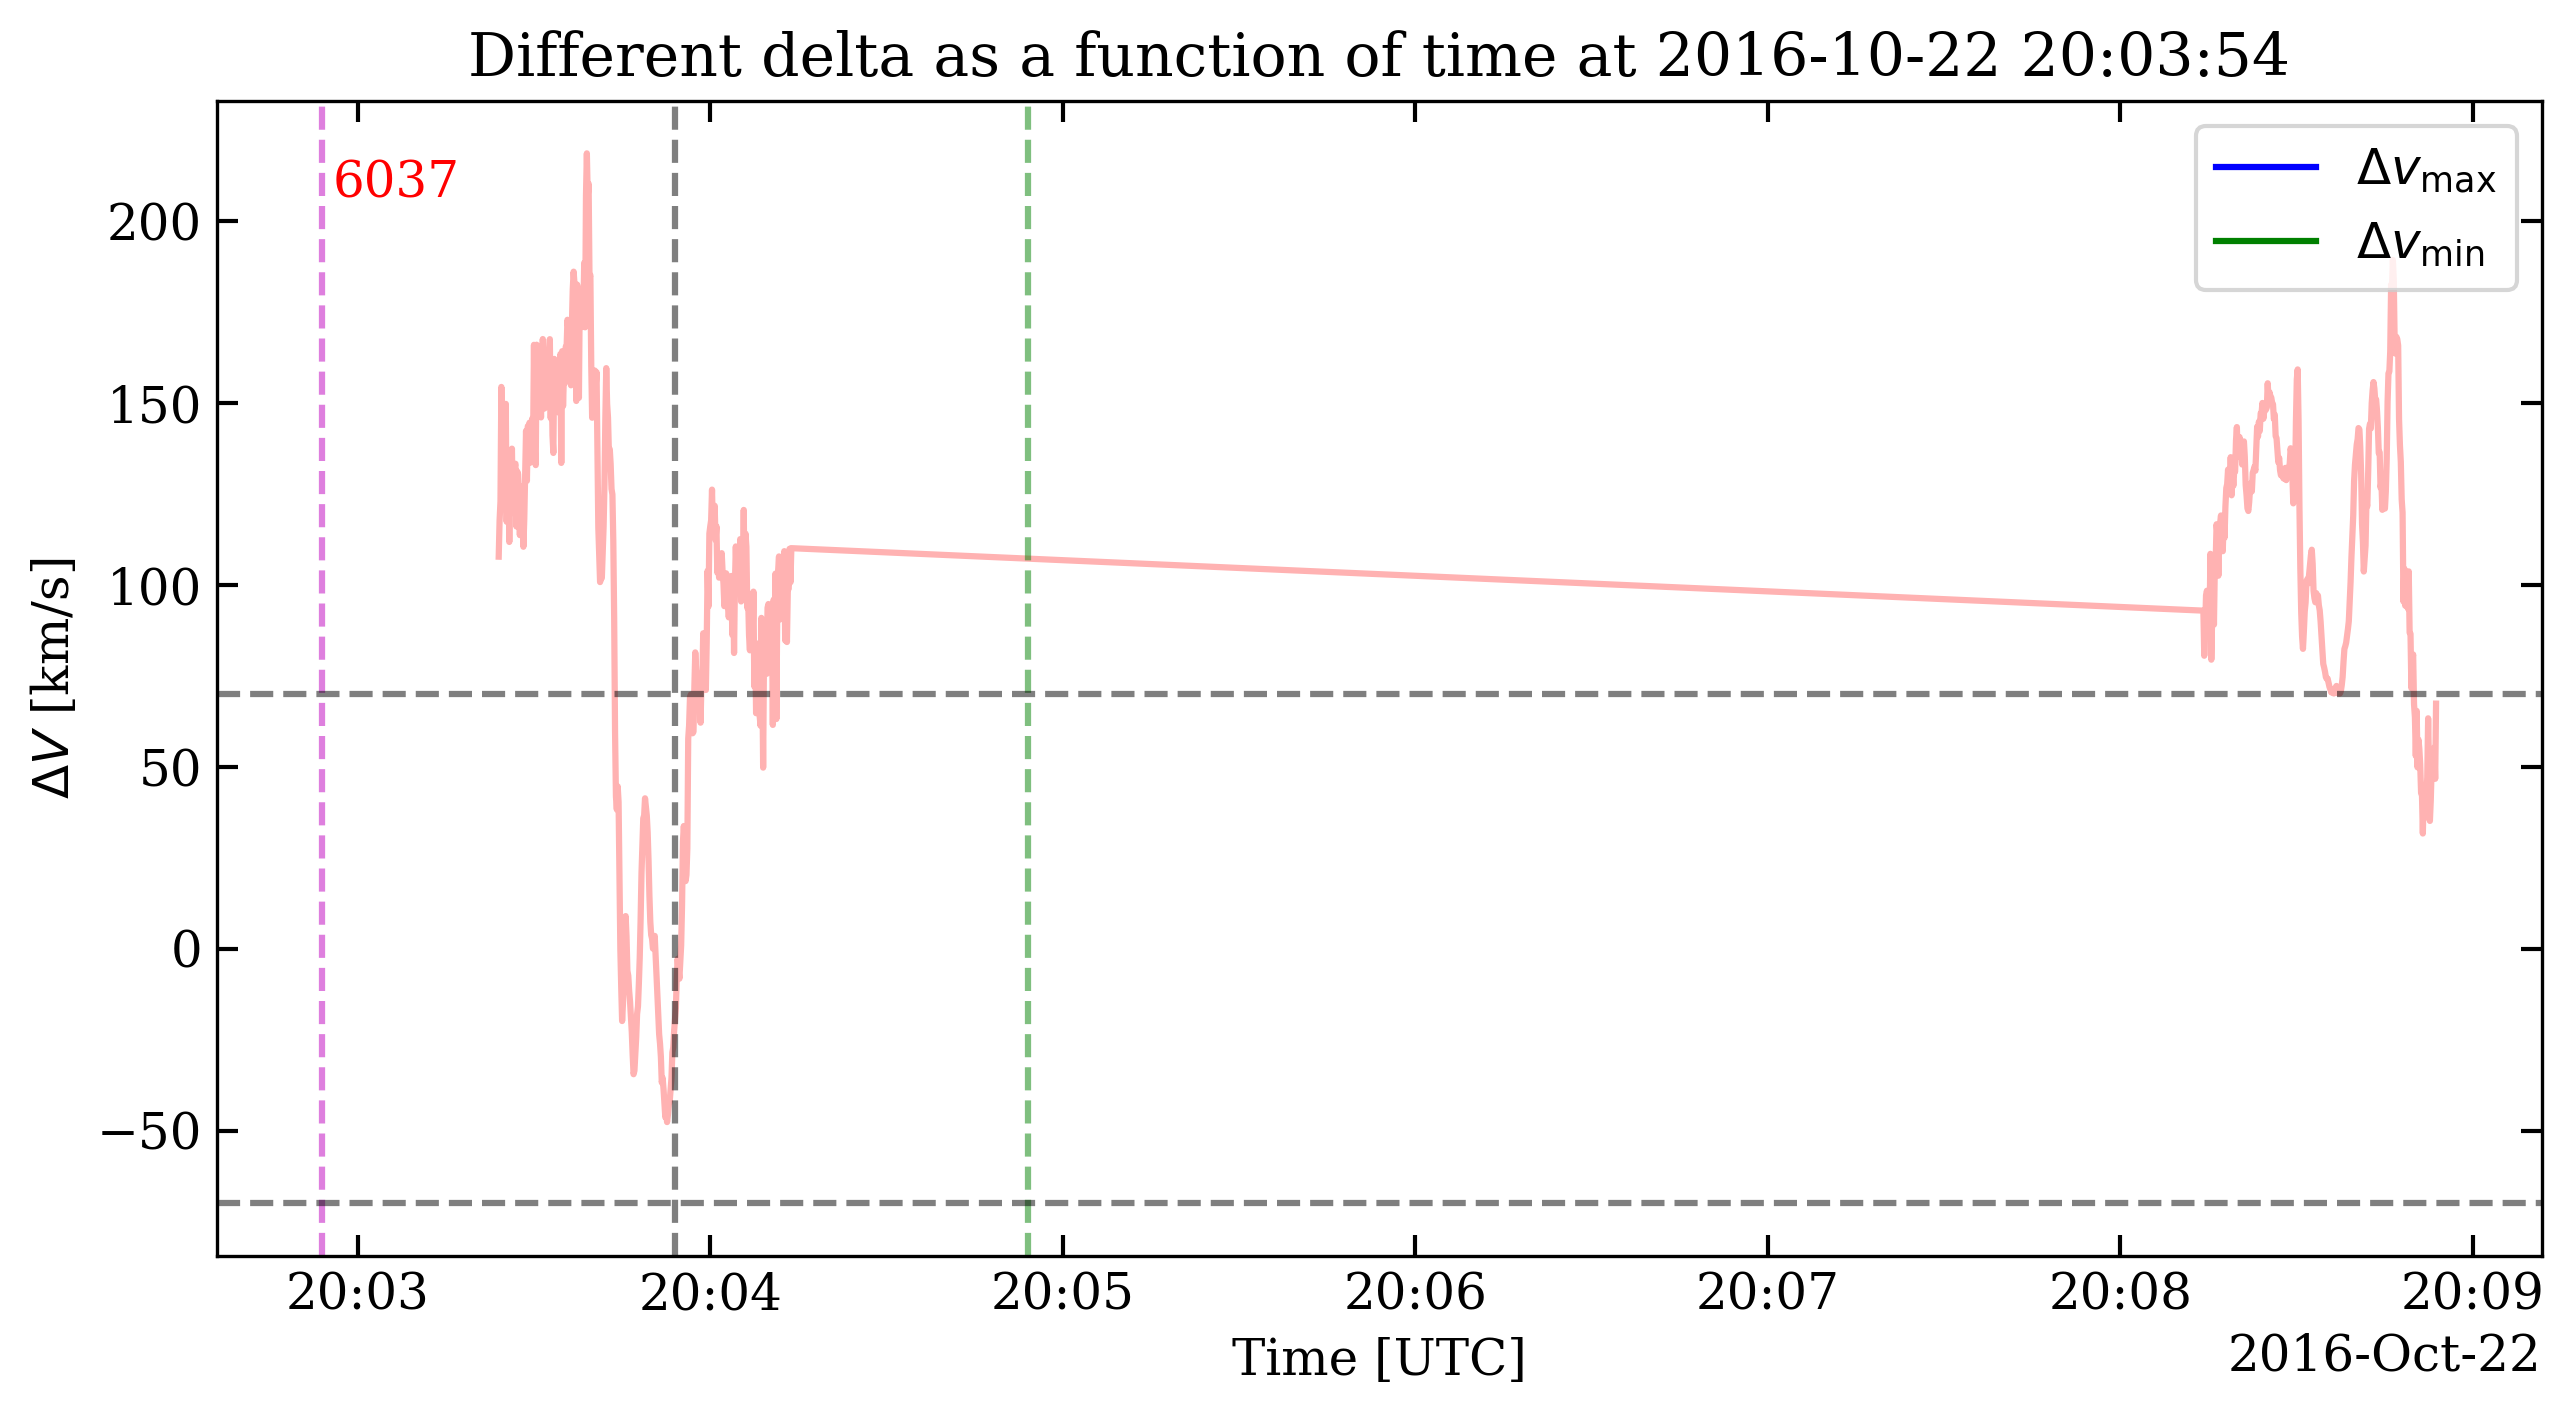 Different delta as a function of time at 2016-10-22 20:03:54
6037
Δv_max
Δv_min
200
150
100
50
0
−50
ΔV [km/s]
20:03 20:04 20:05 20:06 20:07 20:08 20:09
Time [UTC]
2016-Oct-22